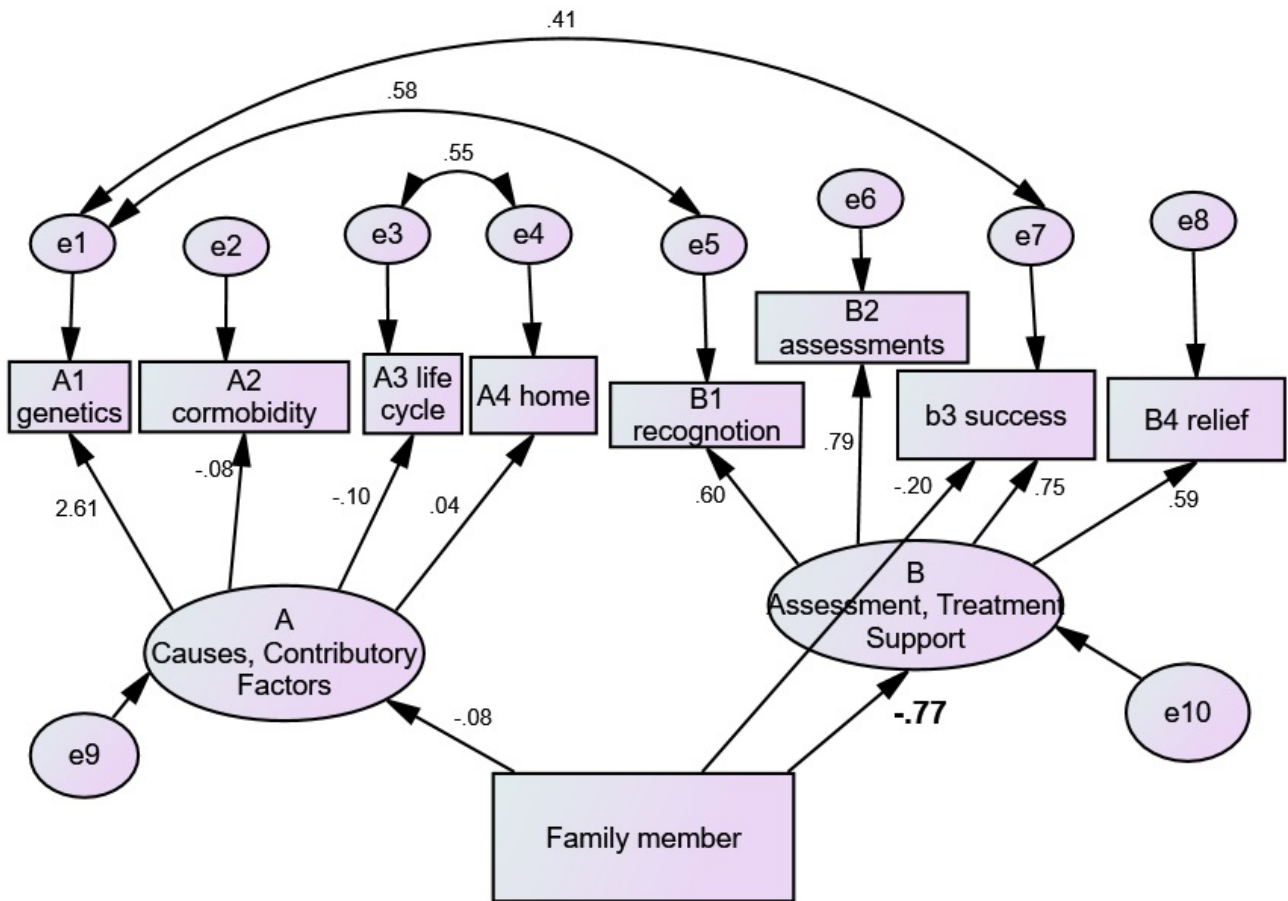 .41
.58
.55
e1
e2
e3
e4
e5
e6
e7
e8
A1
genetics
A2
cormobidity
A3 life
cycle
A4 home
B1
recognotion
B2
assessments
b3 success
B4 relief
2.61
-.08
-.10
.04
.60
.79
-.20
.75
.59
A
Causes, Contributory
Factors
B
Assessment, Treatment
Support
e9
e10
-.08
-.77
Family member